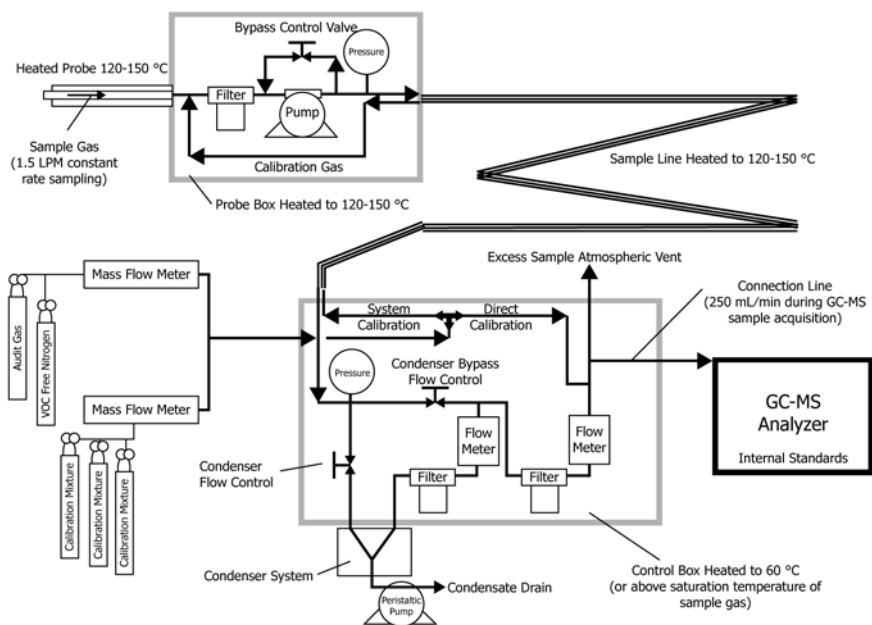 Bypass Control Valve
Pressure
Heated Probe 120-150 °C
Filter
Pump
Sample Gas
(1.5 LPM constant
rate sampling)
Calibration Gas
Sample Line Heated to 120-150 °C
Probe Box Heated to 120-150 °C
Mass Flow Meter
Excess Sample Atmospheric Vent
Connection Line
(250 mL/min during GC-MS
sample acquisition)
System
Calibration
Direct
Calibration
Audit Gas
VOC Free Nitrogen
Condenser Bypass
Flow Control
Pressure
Mass Flow Meter
GC-MS
Analyzer
Internal Standards
Flow
Meter
Flow
Meter
Condenser
Flow Control
Filter
Filter
Calibration Mixture
Calibration Mixture
Calibration Mixture
Condenser System
Condensate Drain
Peristaltic
Pump
Control Box Heated to 60 °C
(or above saturation temperature of
sample gas)